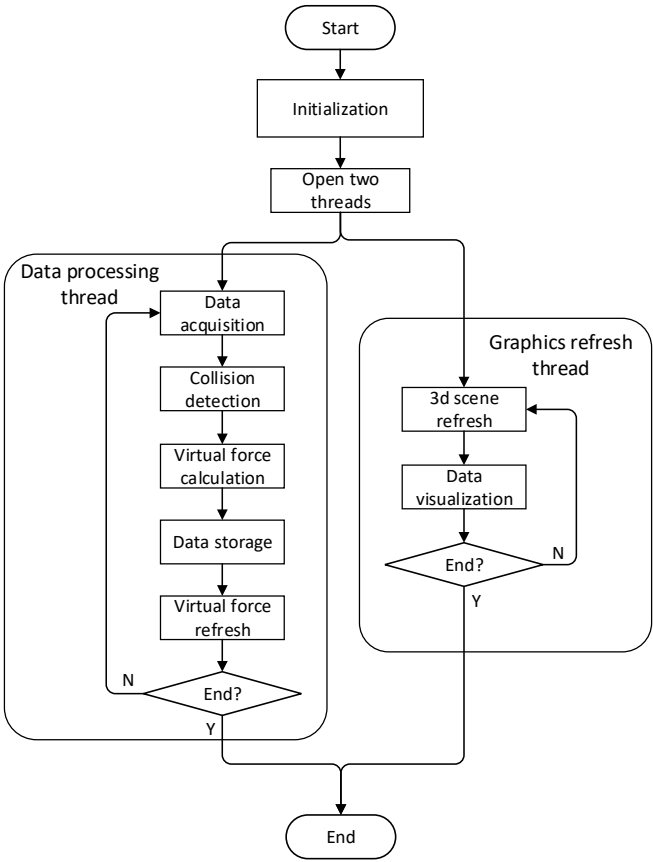 Start
Initialization
Open two
threads
Data processing
thread
Data
acquisition
Collision
detection
Virtual force
calculation
Data storage
Virtual force
refresh
End?
N
Y
Graphics refresh
thread
3d scene
refresh
Data
visualization
End?
N
Y
End